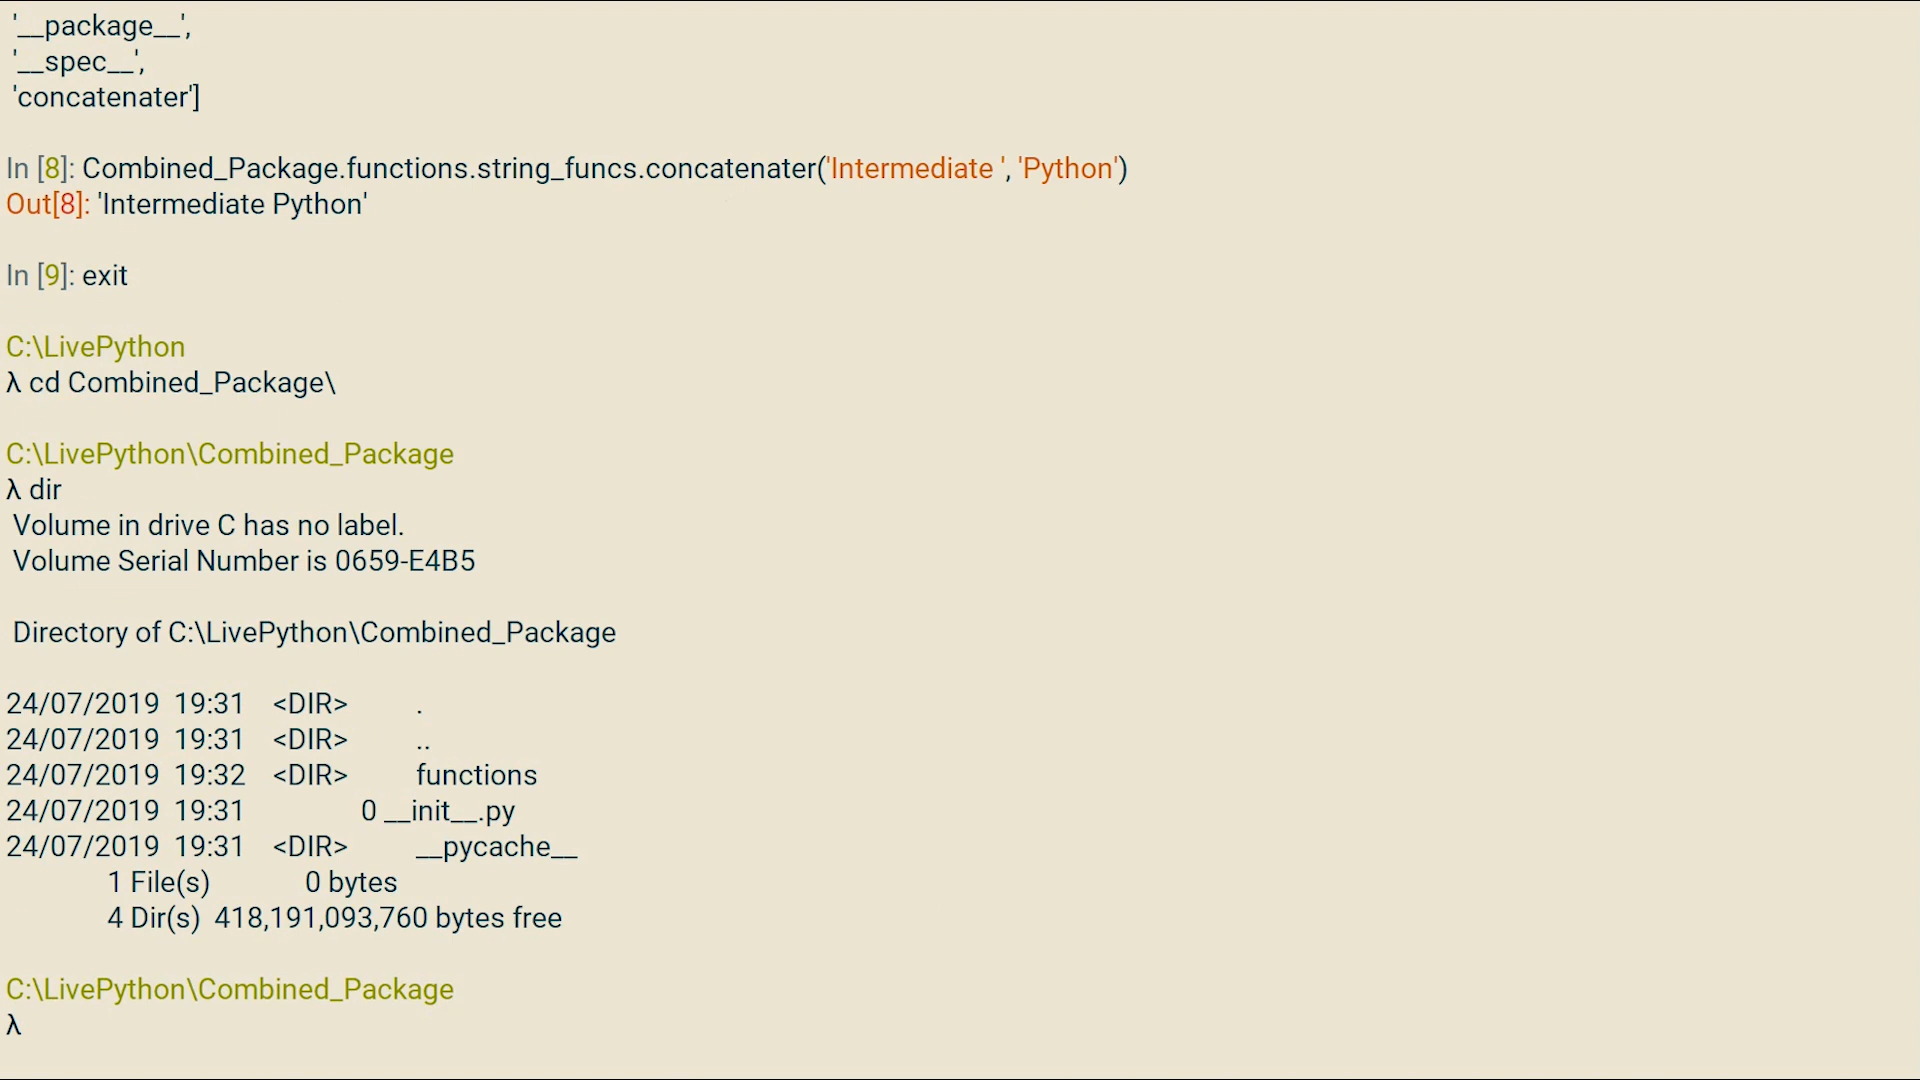 '__package__',
'__spec__',
'concatenater']
In [8]: Combined_Package.functions.string_funcs.concatenater('Intermediate ', 'Python')
Out[8]: 'Intermediate Python'
In [9]: exit
C:\LivePython
λ cd Combined_Package\
C:\LivePython\Combined_Package
λ dir
Volume in drive C has no label.
Volume Serial Number is 0659-E4B5
Directory of C:\LivePython\Combined_Package
24/07/2019  19:31    <DIR>          .
24/07/2019  19:31    <DIR>          ..
24/07/2019  19:32    <DIR>          functions
24/07/2019  19:31                 0 __init__.py
24/07/2019  19:31    <DIR>          __pycache__
1 File(s)              0 bytes
4 Dir(s)  418,191,093,760 bytes free
C:\LivePython\Combined_Package
λ